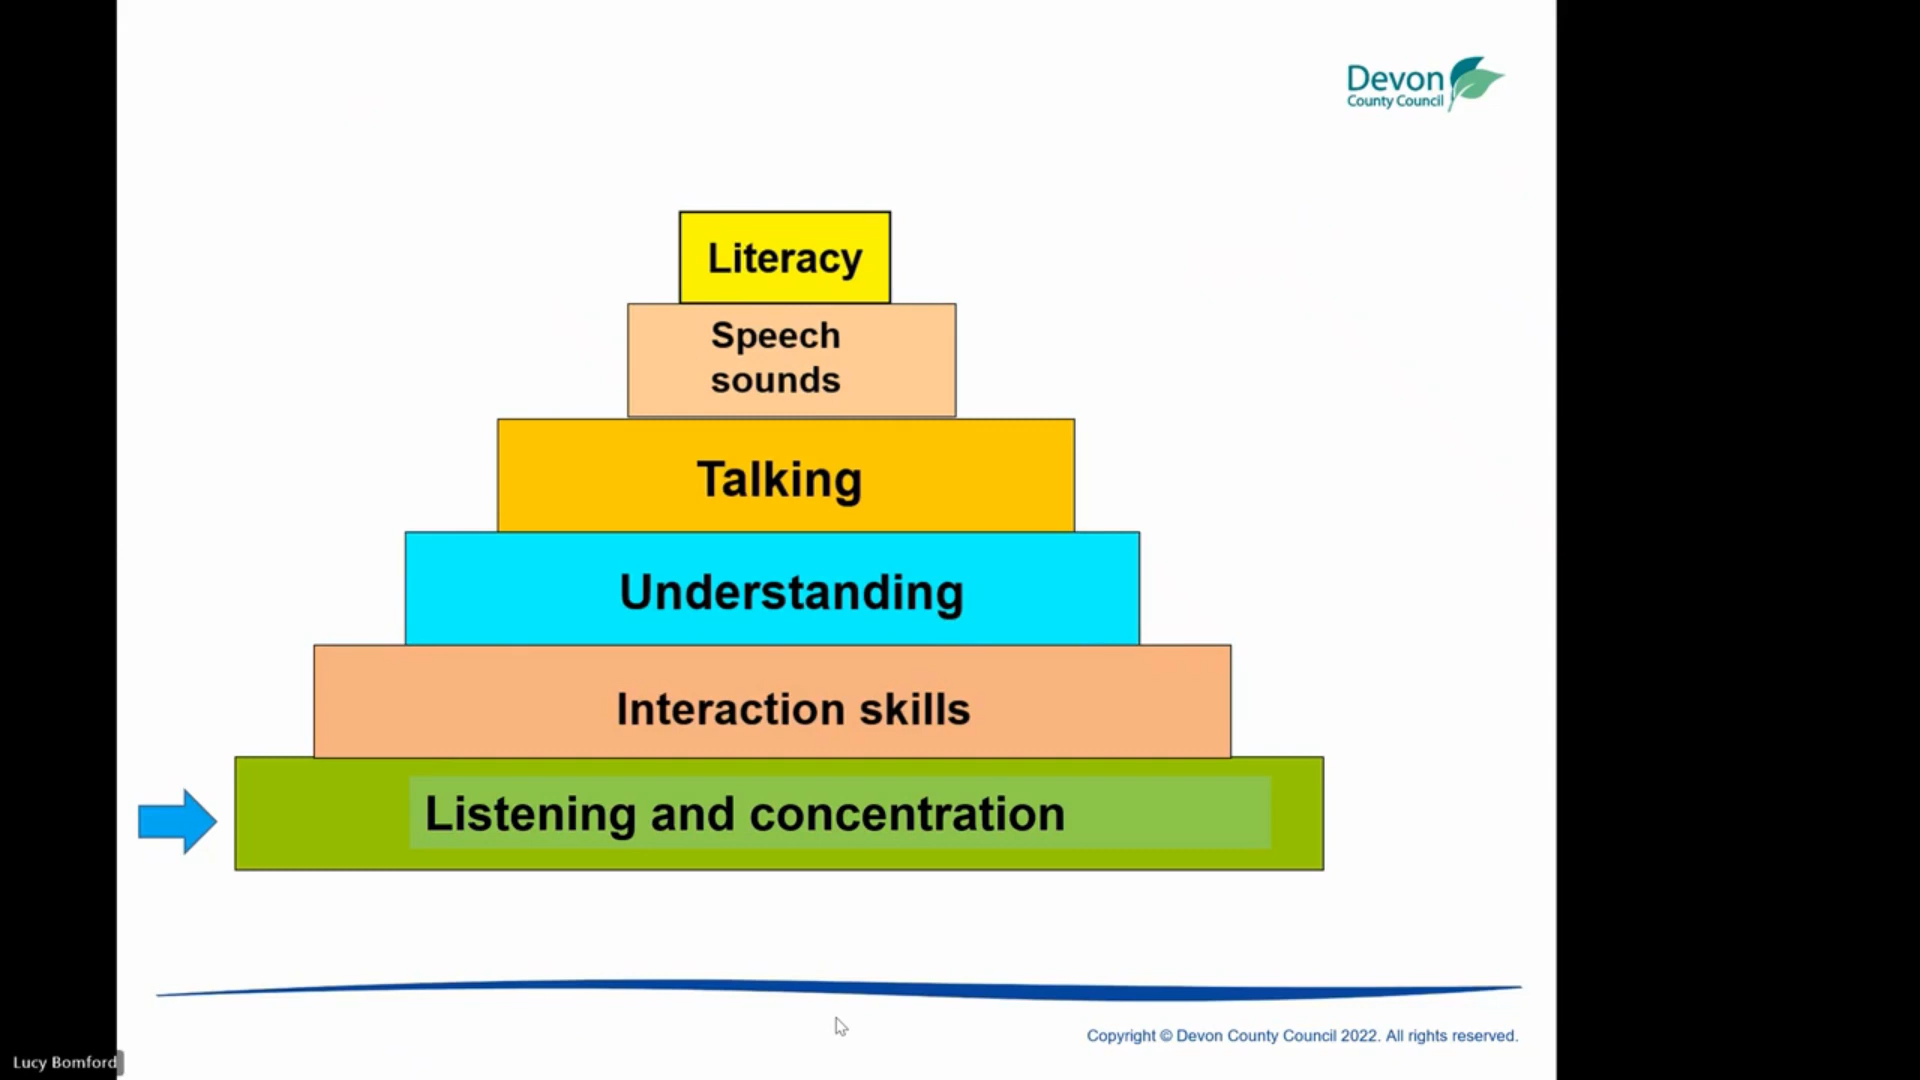 Devon
County Council
Literacy
Speech
sounds
Talking
Understanding
Interaction skills
Listening and concentration
Copyright © Devon County Council 2022. All rights reserved.
Lucy Bomford